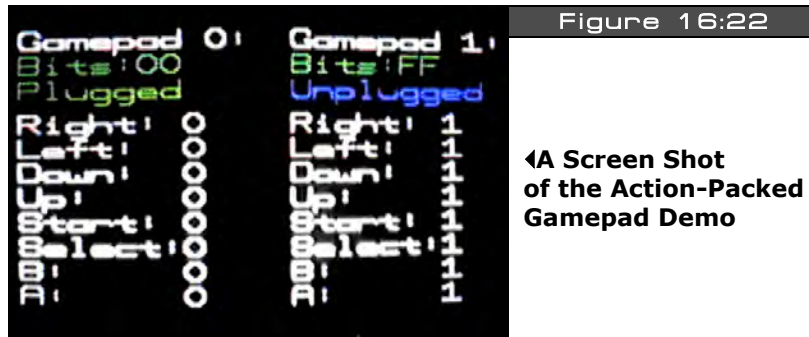 Figure 16:22
Gamepad 0:
Bits:00
Plugged
Right: 0
Left: 0
Down: 0
Up: 0
Start: 0
Select:0
B: 0
A: 0
Gamepad 1:
Bits:FF
Unplugged
Right: 1
Left: 1
Down: 1
Up: 1
Start: 1
Select:1
B: 1
A: 1
A Screen Shot
of the Action-Packed
Gamepad Demo